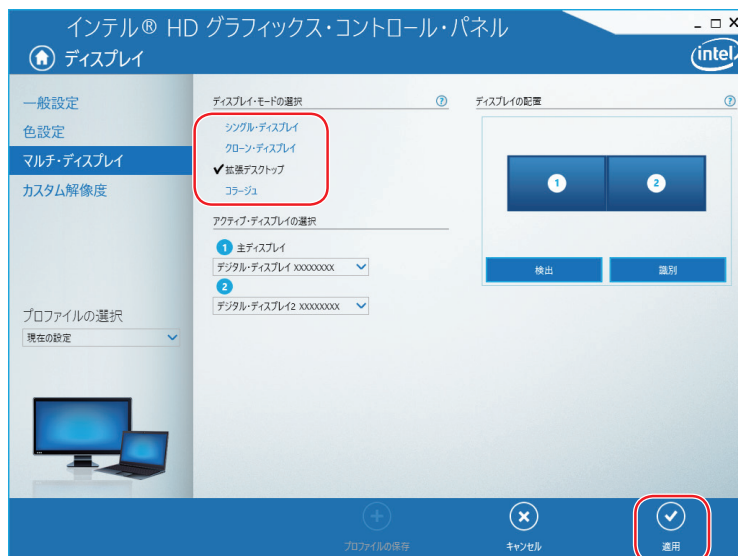 インテル® HD グラフィックス・コントロール・パネル
ディスプレイ
intel
一般設定
色設定
マルチ・ディスプレイ
カスタム解像度
プロファイルの選択
現在の設定
ディスプレイ・モードの選択
シングル・ディスプレイ
クローン・ディスプレイ
✔拡張デスクトップ
コラージュ
アクティブ・ディスプレイの選択
1 主ディスプレイ
デジタル・ディスプレイ xxxxxxxx
2
デジタル・ディスプレイ2 xxxxxxxx
ディスプレイの配置
1 2
検出 識別
プロファイルの保存 キャンセル 適用